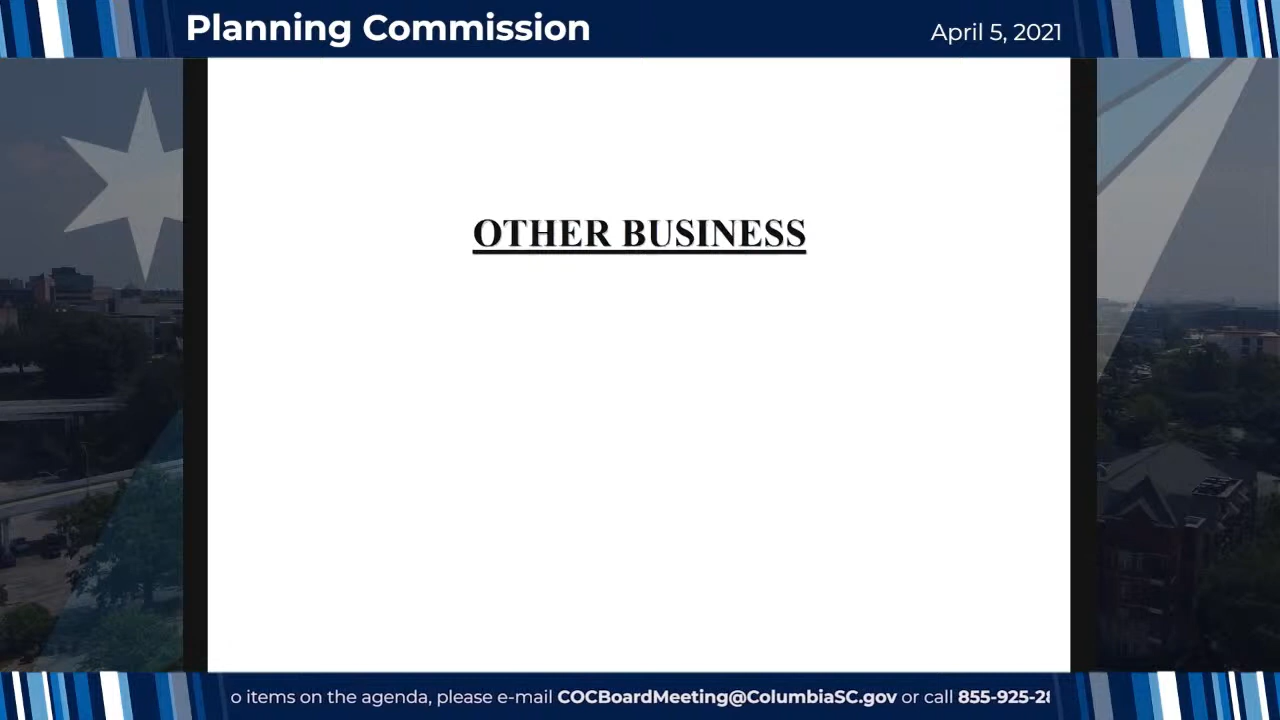 Planning Commission
April 5, 2021
OTHER BUSINESS
o items on the agenda, please e-mail COCBoardMeeting@ColumbiaSC.gov or call 855-925-2